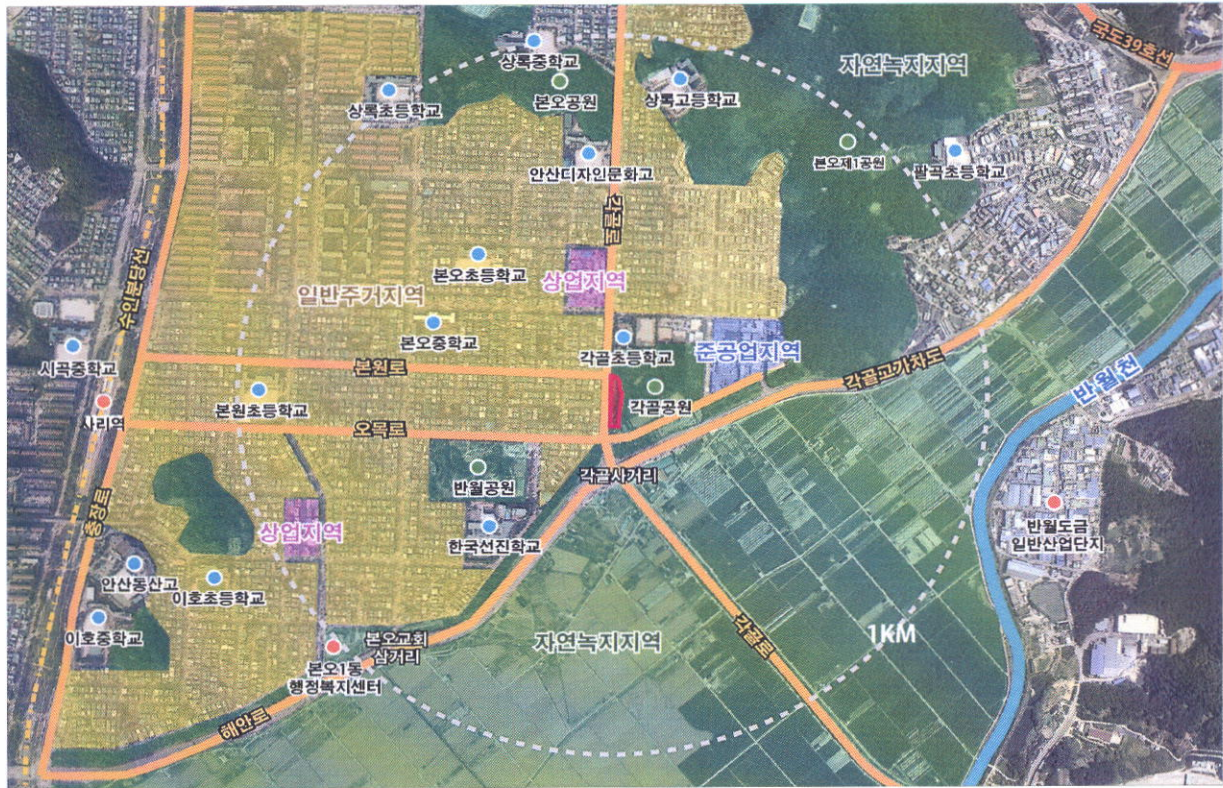 국도39호선
상록중학교
자연녹지지역
상록초등학교
본오공원
상록고등학교
안산디자인문화고
본오제1공원
팔곡초등학교
각골로
본오초등학교
상업지역
일반주거지역
수인분당선
본오중학교
각골초등학교
준공업지역
시곡중학교
본원로
각골고가차도
반월천
본원초등학교
각골공원
사리역
오목로
반월공원
각골사거리
충장로
상업지역
한국선진학교
반월도금
일반산업단지
안산동산고
이호초등학교
이호중학교
본오교회
삼거리
자연녹지지역
각골로
1KM
본오1동
행정복지센터
해안로